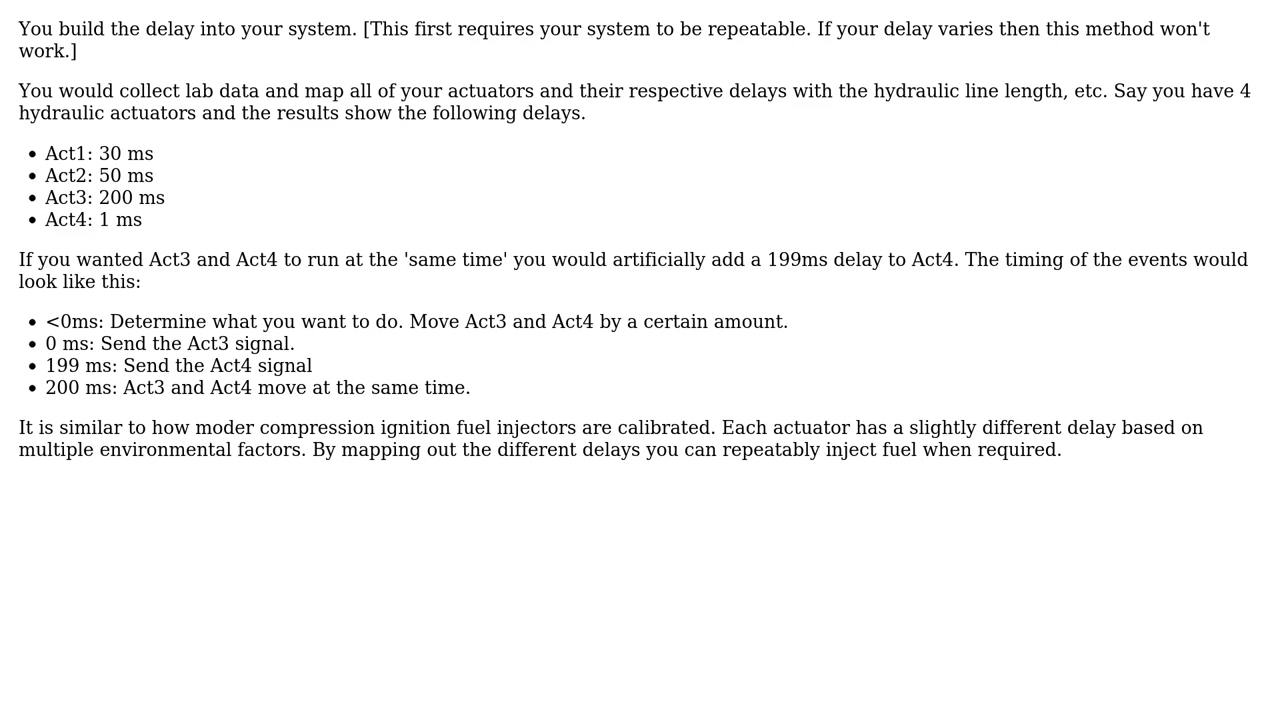 You build the delay into your system. [This first requires your system to be repeatable. If your delay varies then this method won't
work.]
You would collect lab data and map all of your actuators and their respective delays with the hydraulic line length, etc. Say you have 4
hydraulic actuators and the results show the following delays.
• Act1: 30 ms
• Act2: 50 ms
• Act3: 200 ms
• Act4: 1 ms
If you wanted Act3 and Act4 to run at the 'same time' you would artificially add a 199ms delay to Act4. The timing of the events would
look like this:
• <0ms: Determine what you want to do. Move Act3 and Act4 by a certain amount.
• 0 ms: Send the Act3 signal.
• 199 ms: Send the Act4 signal
• 200 ms: Act3 and Act4 move at the same time.
It is similar to how moder compression ignition fuel injectors are calibrated. Each actuator has a slightly different delay based on
multiple environmental factors. By mapping out the different delays you can repeatably inject fuel when required.